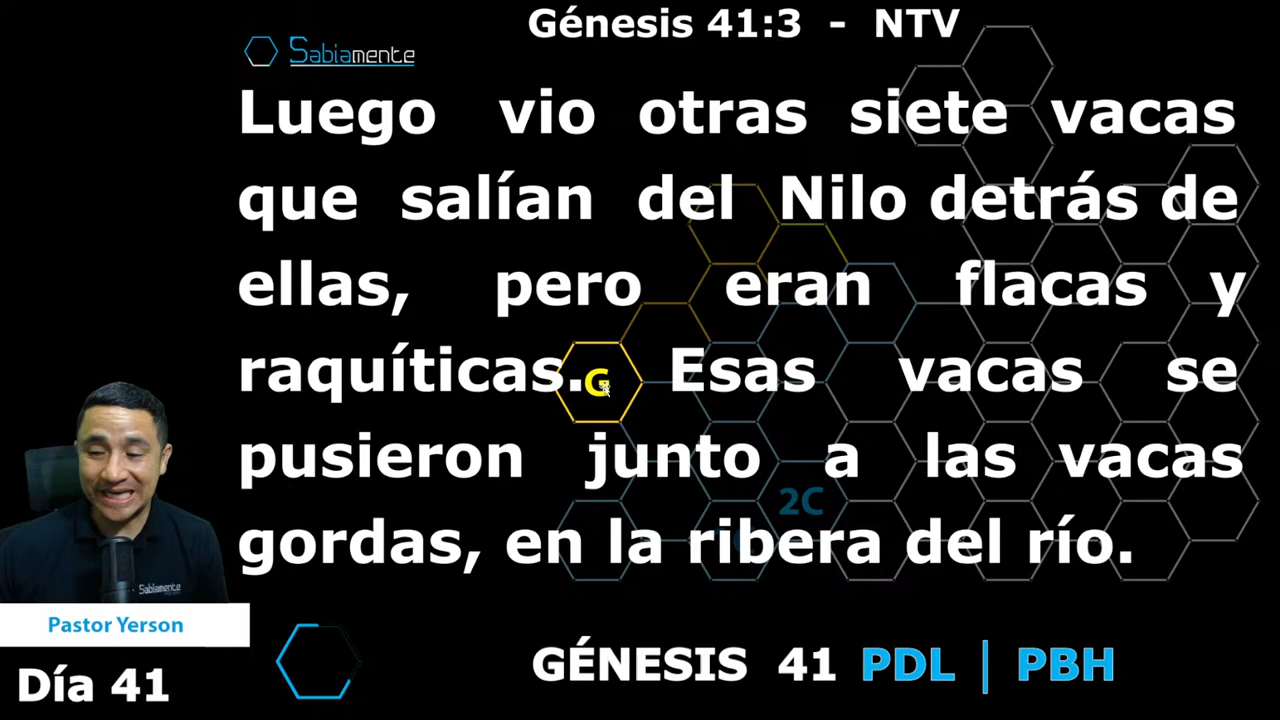 Génesis 41:3 - NTV
Sabiamente
Luego vio otras siete vacas
que salían del Nilo detrás de
ellas, pero eran flacas y
raquíticas. Esas vacas se
G
pusieron junto a las vacas
2C
gordas, en la ribera del río.
Sabiamente
Pastor Yerson
Día 41
GÉNESIS 41 PDL | PBH